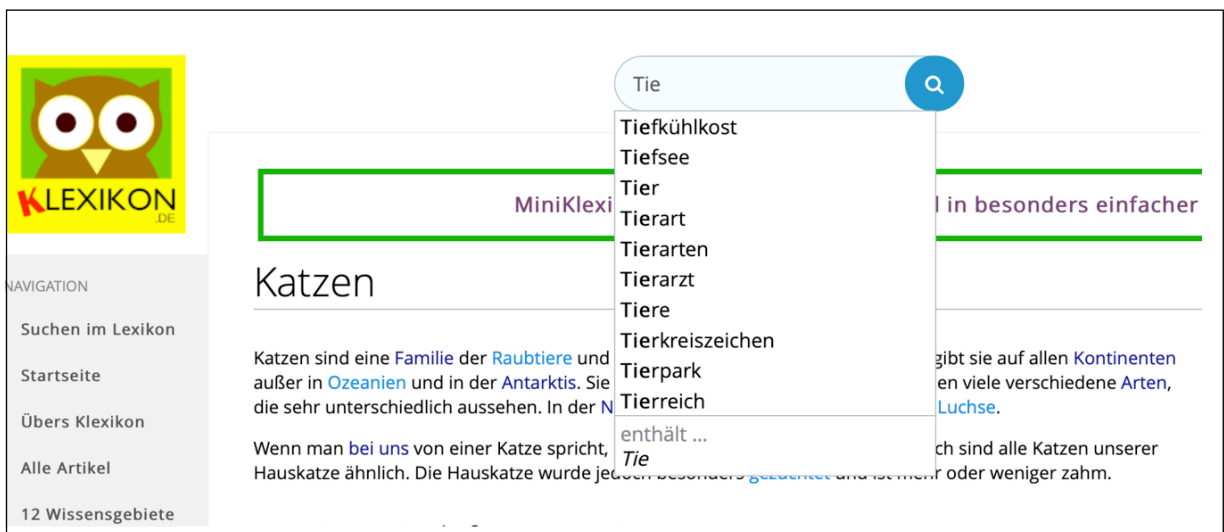 Tie
Tiefkühlkost
Tiefsee
Tier
Tierart
Tierarten
Tierarzt
Tiere
Tierkreiszeichen
Tierpark
Tierreich
enthält ...
Tie
KLEXIKON
.DE
MiniKlexi l in besonders einfacher
NAVIGATION
Suchen im Lexikon
Startseite
Übers Klexikon
Alle Artikel
12 Wissensgebiete
Katzen
Katzen sind eine Familie der Raubtiere und gibt sie auf allen Kontinenten
außer in Ozeanien und in der Antarktis. Sie en viele verschiedene Arten,
die sehr unterschiedlich aussehen. In der N Luchse.
Wenn man bei uns von einer Katze spricht, ch sind alle Katzen unserer
Hauskatze ähnlich. Die Hauskatze wurde jedoch besonders gezüchtet und ist mehr oder weniger zahm.